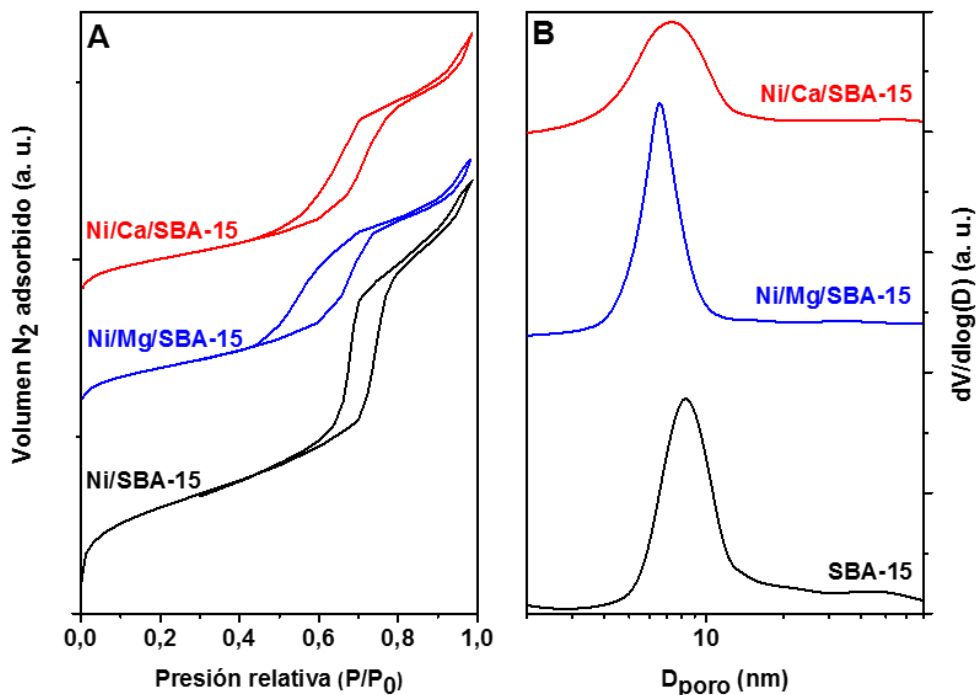 A
Volumen N2 adsorbido (a. u.)
Ni/Ca/SBA-15
Ni/Mg/SBA-15
Ni/SBA-15
0,0 0,2 0,4 0,6 0,8 1,0
Presión relativa (P/P0)
B
Ni/Ca/SBA-15
Ni/Mg/SBA-15
SBA-15
dV/dlog(D) (a. u.)
10
Dporo (nm)